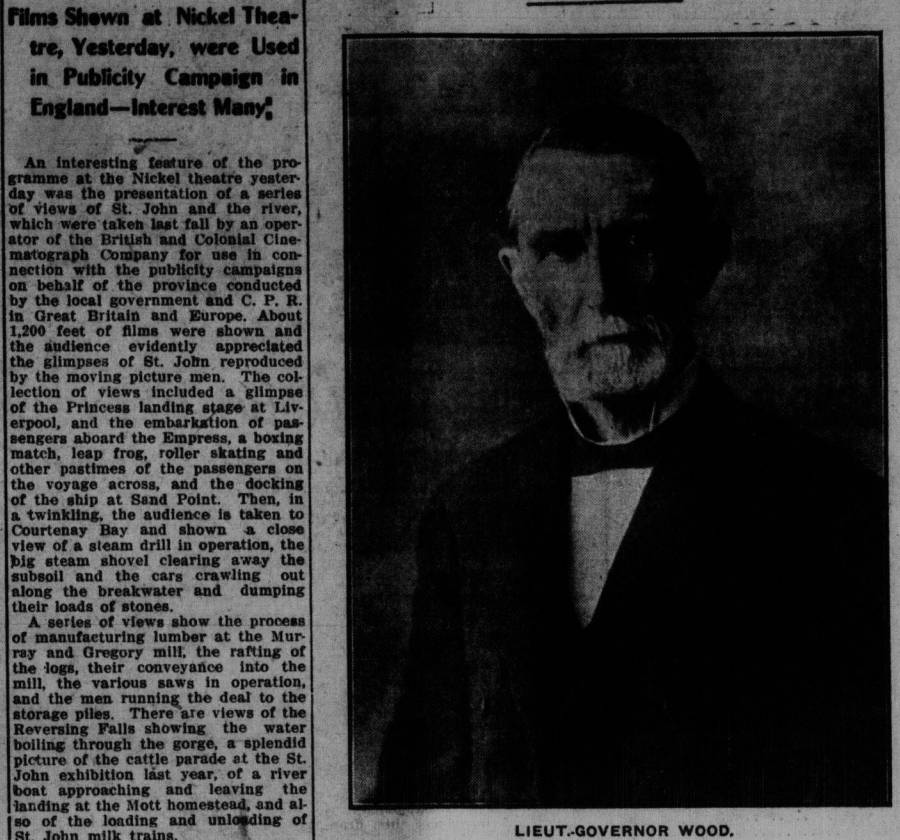 Films Shown at Nickel Thea-
tre, Yesterday, were Used
in Publicity Campaign in
England—Interest Many.
An interesting feature of the pro-
gramme at the Nickel theatre yester-
day was the presentation of a series
of views of St. John and the river,
which were taken last fall by an oper-
ator of the British and Colonial Cine-
matograph Company for use in con-
nection with the publicity campaigns
on behalf of the province conducted
by the local government and C. P. R.
in Great Britain and Europe. About
1,200 feet of films were shown and
the audience evidently appreciated
the glimpses of St. John reproduced
by the moving picture men. The col-
lection of views included a glimpse
of the Princess landing stage at Liv-
erpool, and the embarkation of pas-
sengers aboard the Empress, a boxing
match, leap frog, roller skating and
other pastimes of the passengers on
the voyage across, and the docking
of the ship at Sand Point. Then, in
a twinkling, the audience is taken to
Courtenay Bay and shown a close
view of a steam drill in operation, the
big steam shovel clearing away the
subsoil and the cars crawling out
along the breakwater and dumping
their loads of stones.
A series of views show the process
of manufacturing lumber at the Mur-
ray and Gregory mill, the rafting of
the logs, their conveyance into the
mill, the various saws in operation,
and the men running the deal to the
storage piles. There are views of the
Reversing Falls showing the water
boiling through the gorge, a splendid
picture of the cattle parade at the St.
John exhibition last year, of a river
boat approaching and leaving the
landing at the Mott homestead, and al-
so of the loading and unloading of
St. John milk trains.
LIEUT.-GOVERNOR WOOD.